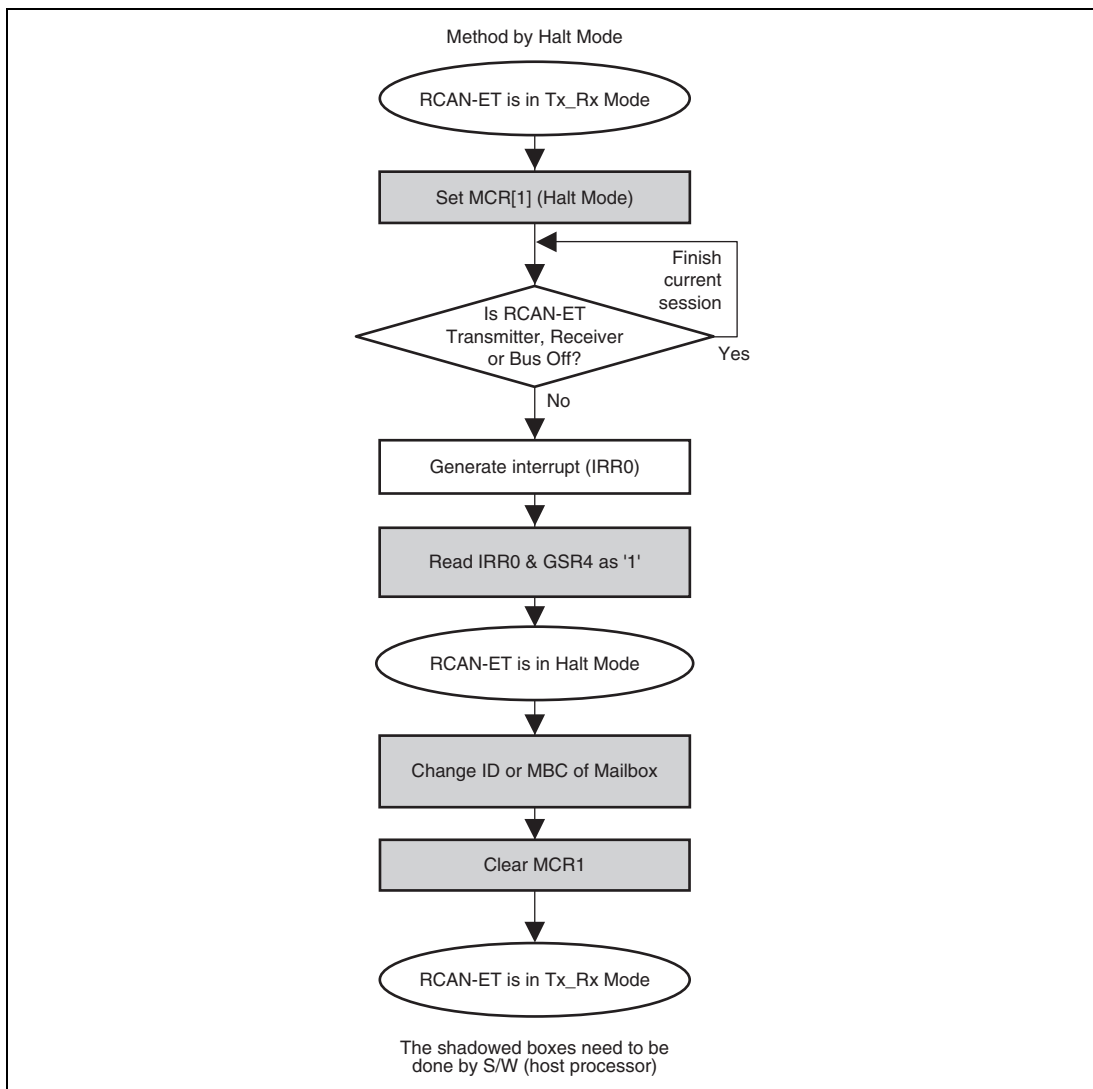 Method by Halt Mode
RCAN-ET is in Tx_Rx Mode
Set MCR[1] (Halt Mode)
Finish
current
session
Is RCAN-ET
Transmitter, Receiver
or Bus Off?
Yes
No
Generate interrupt (IRR0)
Read IRR0 & GSR4 as '1'
RCAN-ET is in Halt Mode
Change ID or MBC of Mailbox
Clear MCR1
RCAN-ET is in Tx_Rx Mode
The shadowed boxes need to be
done by S/W (host processor)